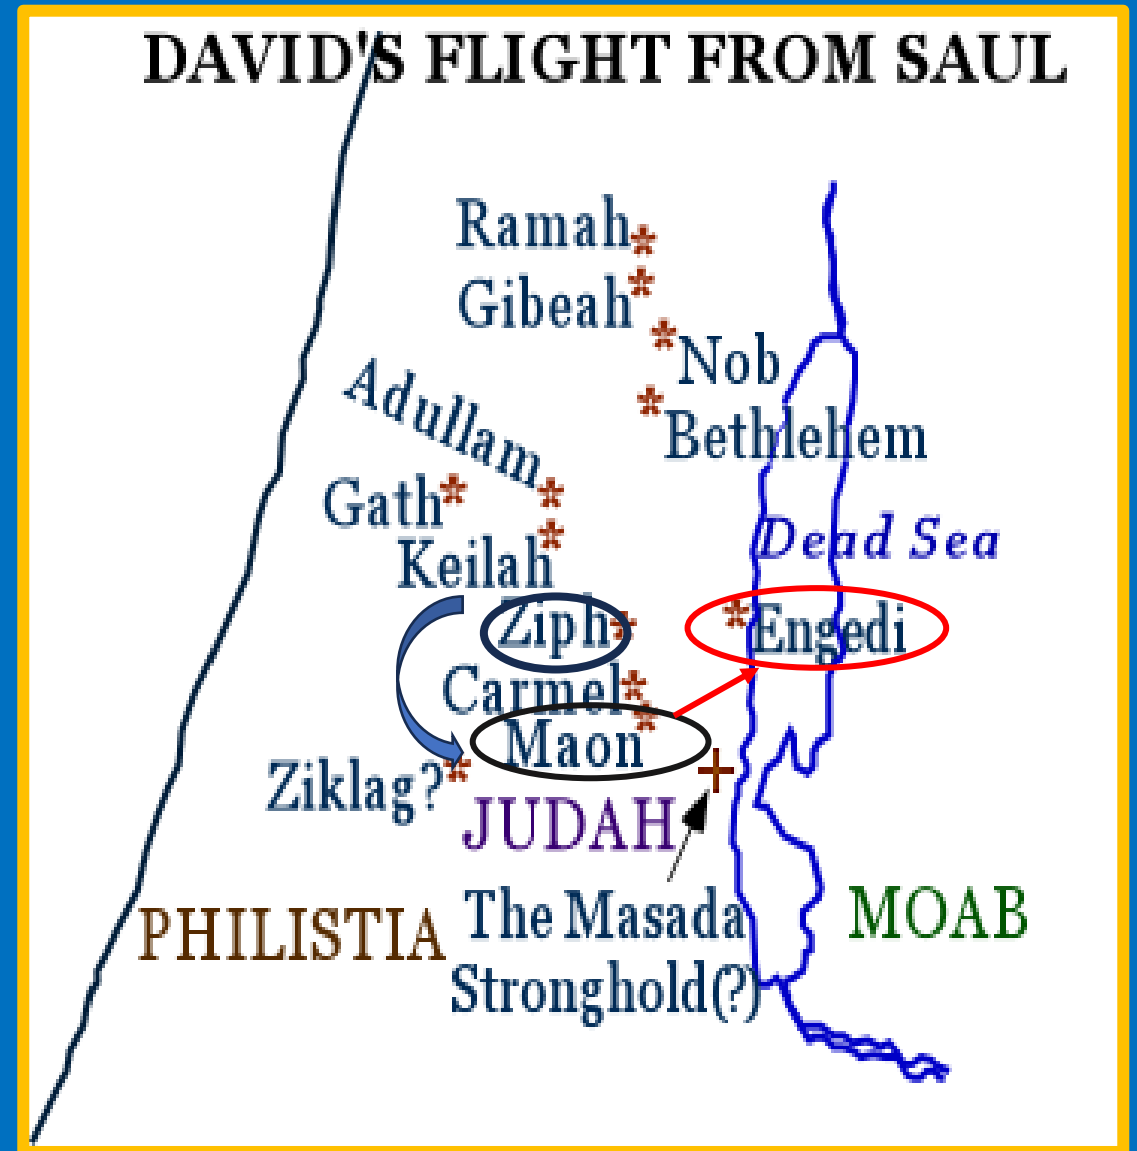 DAVID'S FLIGHT FROM SAUL
Ramah
Gibeah
Nob
Adullam
Bethlehem
Gath
Keilah
Dead Sea
Ziph
Engedi
Carmel
Maon
Ziklag?
JUDAH
PHILISTIA
The Masada
Stronghold(?)
MOAB